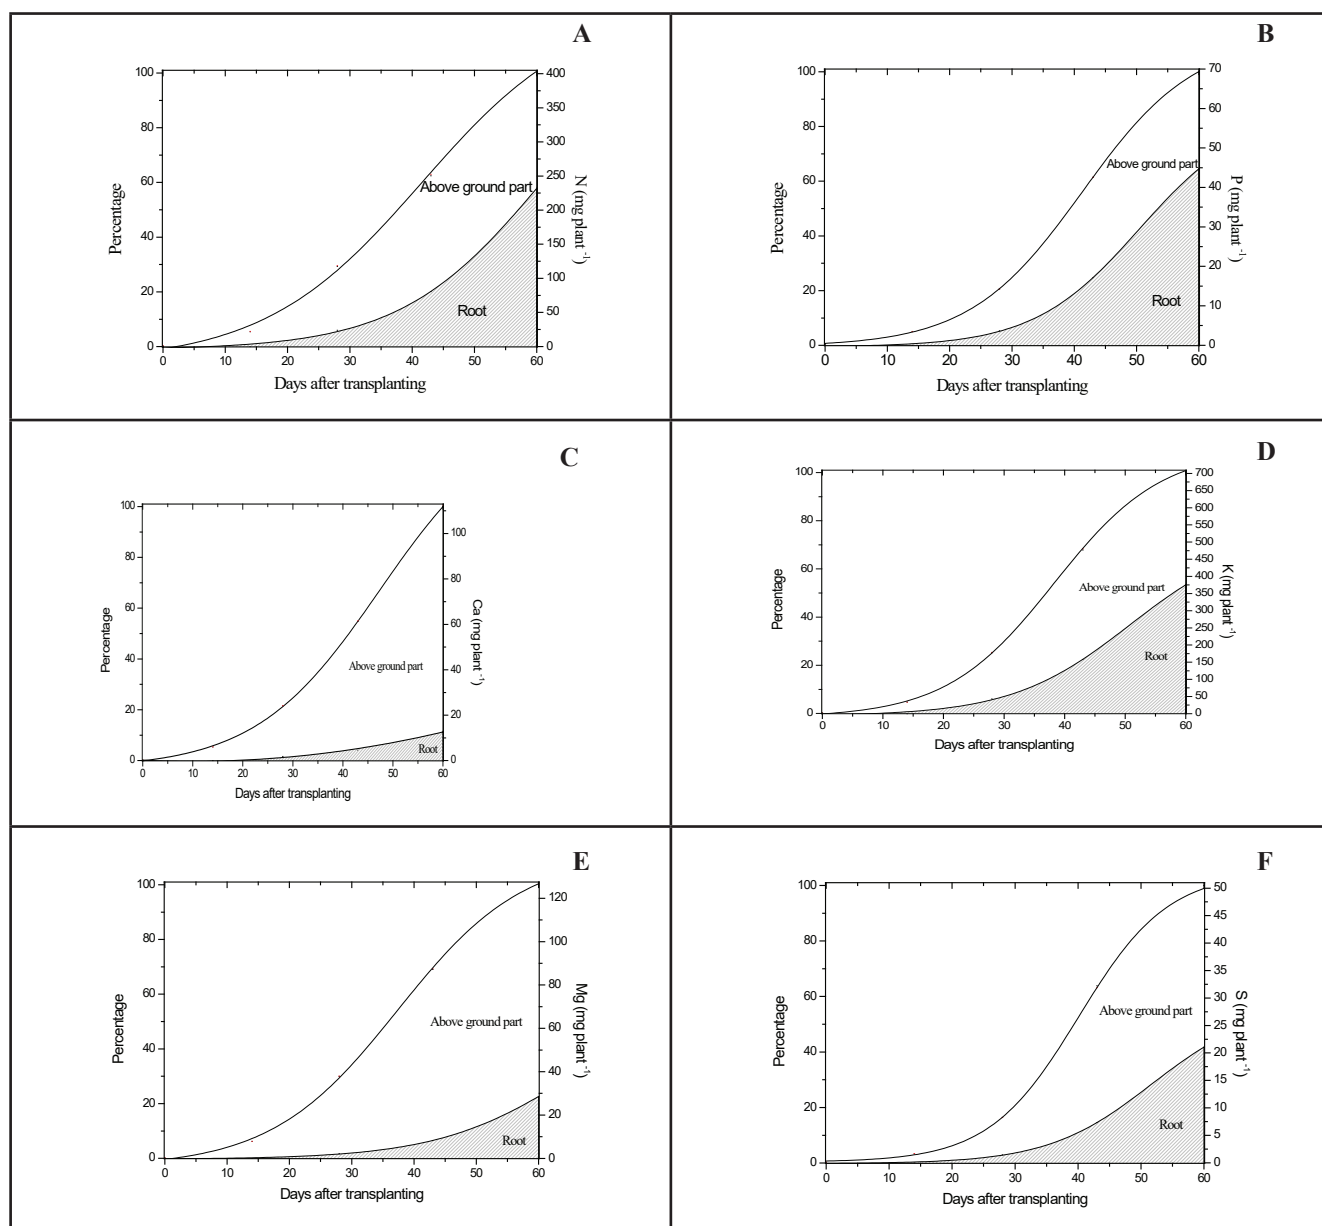 A
100
80
60
40
20
0
400
350
300
250
200
150
100
50
0
0 10 20 30 40 50 60
Percentage
N (mg plant -1)
Above ground part
Root
Days after transplanting
B
100
80
60
40
20
0
70
60
50
40
30
20
10
0
0 10 20 30 40 50 60
Percentage
P (mg plant -1)
Above ground part
Root
Days after transplanting
C
100
80
60
40
20
0
100
80
60
40
20
0
0 10 20 30 40 50 60
Percentage
Ca (mg plant -1)
Above ground part
Root
Days after transplanting
D
100
80
60
40
20
0
700
650
600
550
500
450
400
350
300
250
200
150
100
50
0
0 10 20 30 40 50 60
Percentage
K (mg plant -1)
Above ground part
Root
Days after transplanting
E
100
80
60
40
20
0
120
100
80
60
40
20
0
0 10 20 30 40 50 60
Percentage
Mg (mg plant -1)
Above ground part
Root
Days after transplanting
F
100
80
60
40
20
0
50
45
40
35
30
25
20
15
10
5
0
0 10 20 30 40 50 60
Percentage
S (mg plant -1)
Above ground part
Root
Days after transplanting